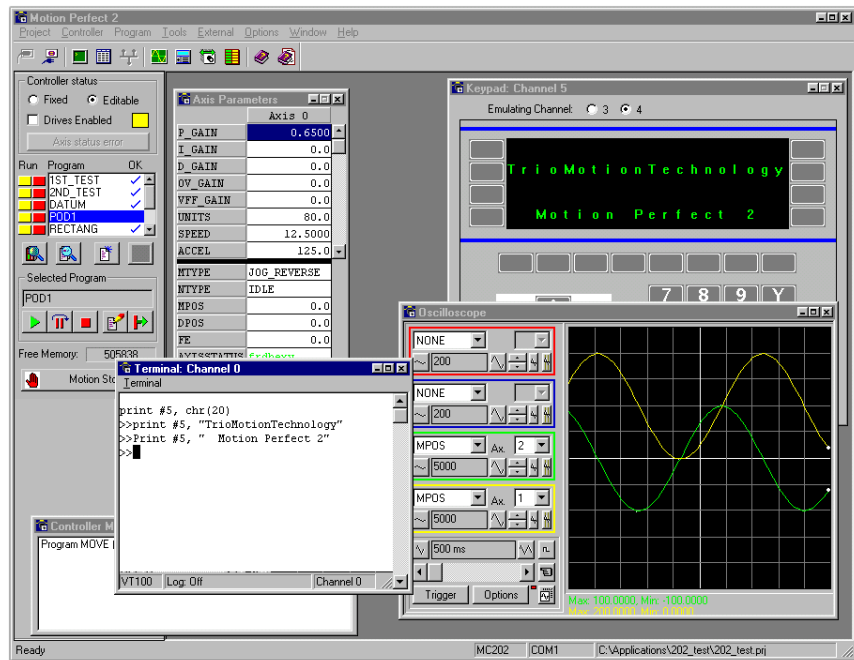 Motion Perfect 2
Project Controller Program Tools External Options Window Help
Controller status
Fixed Editable
Drives Enabled
Axis status error
Run Program OK
1ST_TEST
2ND_TEST
DATUM
POD1
RECTANG
Selected Program
POD1
Free Memory: 505838
Motion Sto
Axis Parameters
Axis 0
P_GAIN 0.6500
I_GAIN 0.0
D_GAIN 0.0
OV_GAIN 0.0
VFF_GAIN 0.0
UNITS 80.0
SPEED 12.5000
ACCEL 125.0
MTYPE JOG_REVERSE
NTYPE IDLE
MPOS 0.0
DPOS 0.0
FE 0.0
AXISSTATUS
Keypad: Channel 5
Emulating Channel: 3 4
TrioMotionTechnology
Motion Perfect 2
7 8 9 Y
Oscilloscope
NONE
200
NONE
200
MPOS Ax. 2
5000
MPOS Ax. 1
5000
500 ms
Trigger Options
Max: 100.0000, Min: -100.0000
Max: 200.0000, Min: 0.0000
Terminal: Channel 0
Terminal
print #5, chr(20)
>>print #5, "TrioMotionTechnology"
>>Print #5, "  Motion Perfect 2"
>>
VT100 Log: Off Channel 0
Controller M
Program MOVE
Ready MC202 COM1 C:\Applications\202_test\202_test.prj